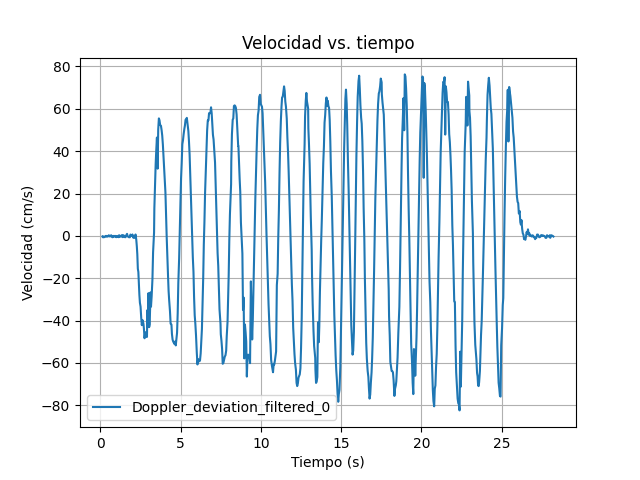 Velocidad vs. tiempo
Velocidad (cm/s)
80
60
40
20
0
−20
−40
−60
−80
Doppler_deviation_filtered_0
0 5 10 15 20 25
Tiempo (s)